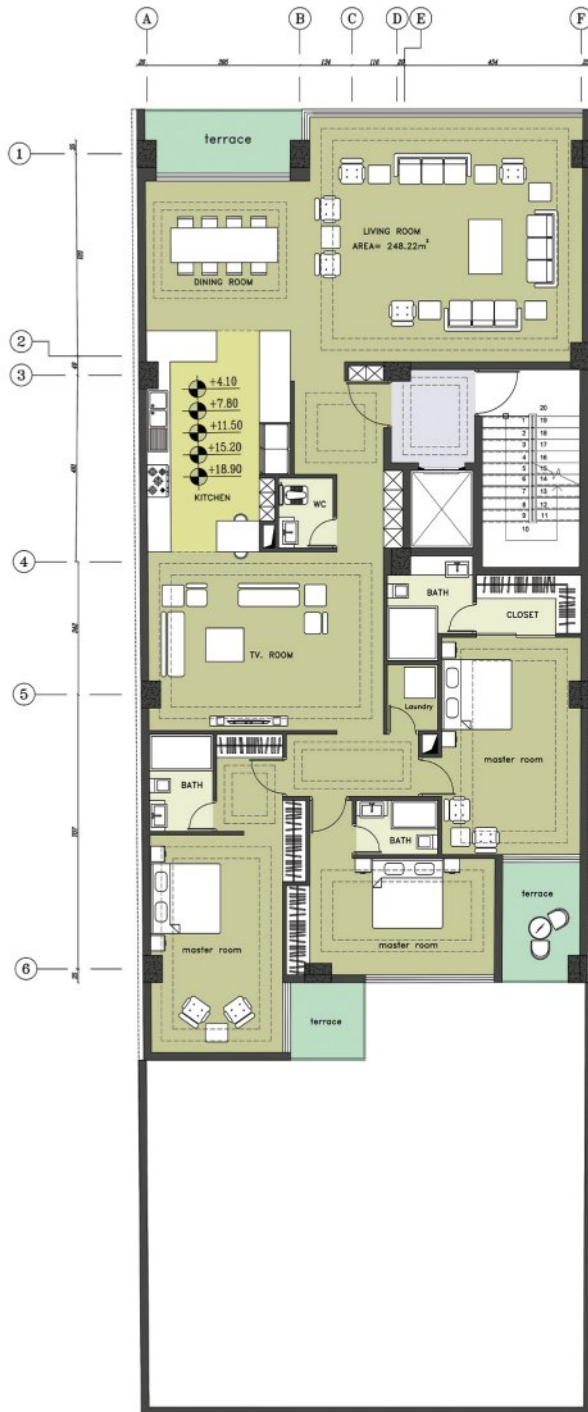 A B C D E F
1
terrace
LIVING ROOM
AREA= 248.22m²
DINING ROOM
2
3
+4.10
+7.80
+11.50
+15.20
+18.90
KITCHEN
WC
20
1 19
2 18
3 17
4 16
5 15
6 14
7 13
8 12
9 11
10
4
BATH
CLOSET
TV. ROOM
5
Laundry
master room
BATH
BATH
terrace
master room
master room
6
terrace